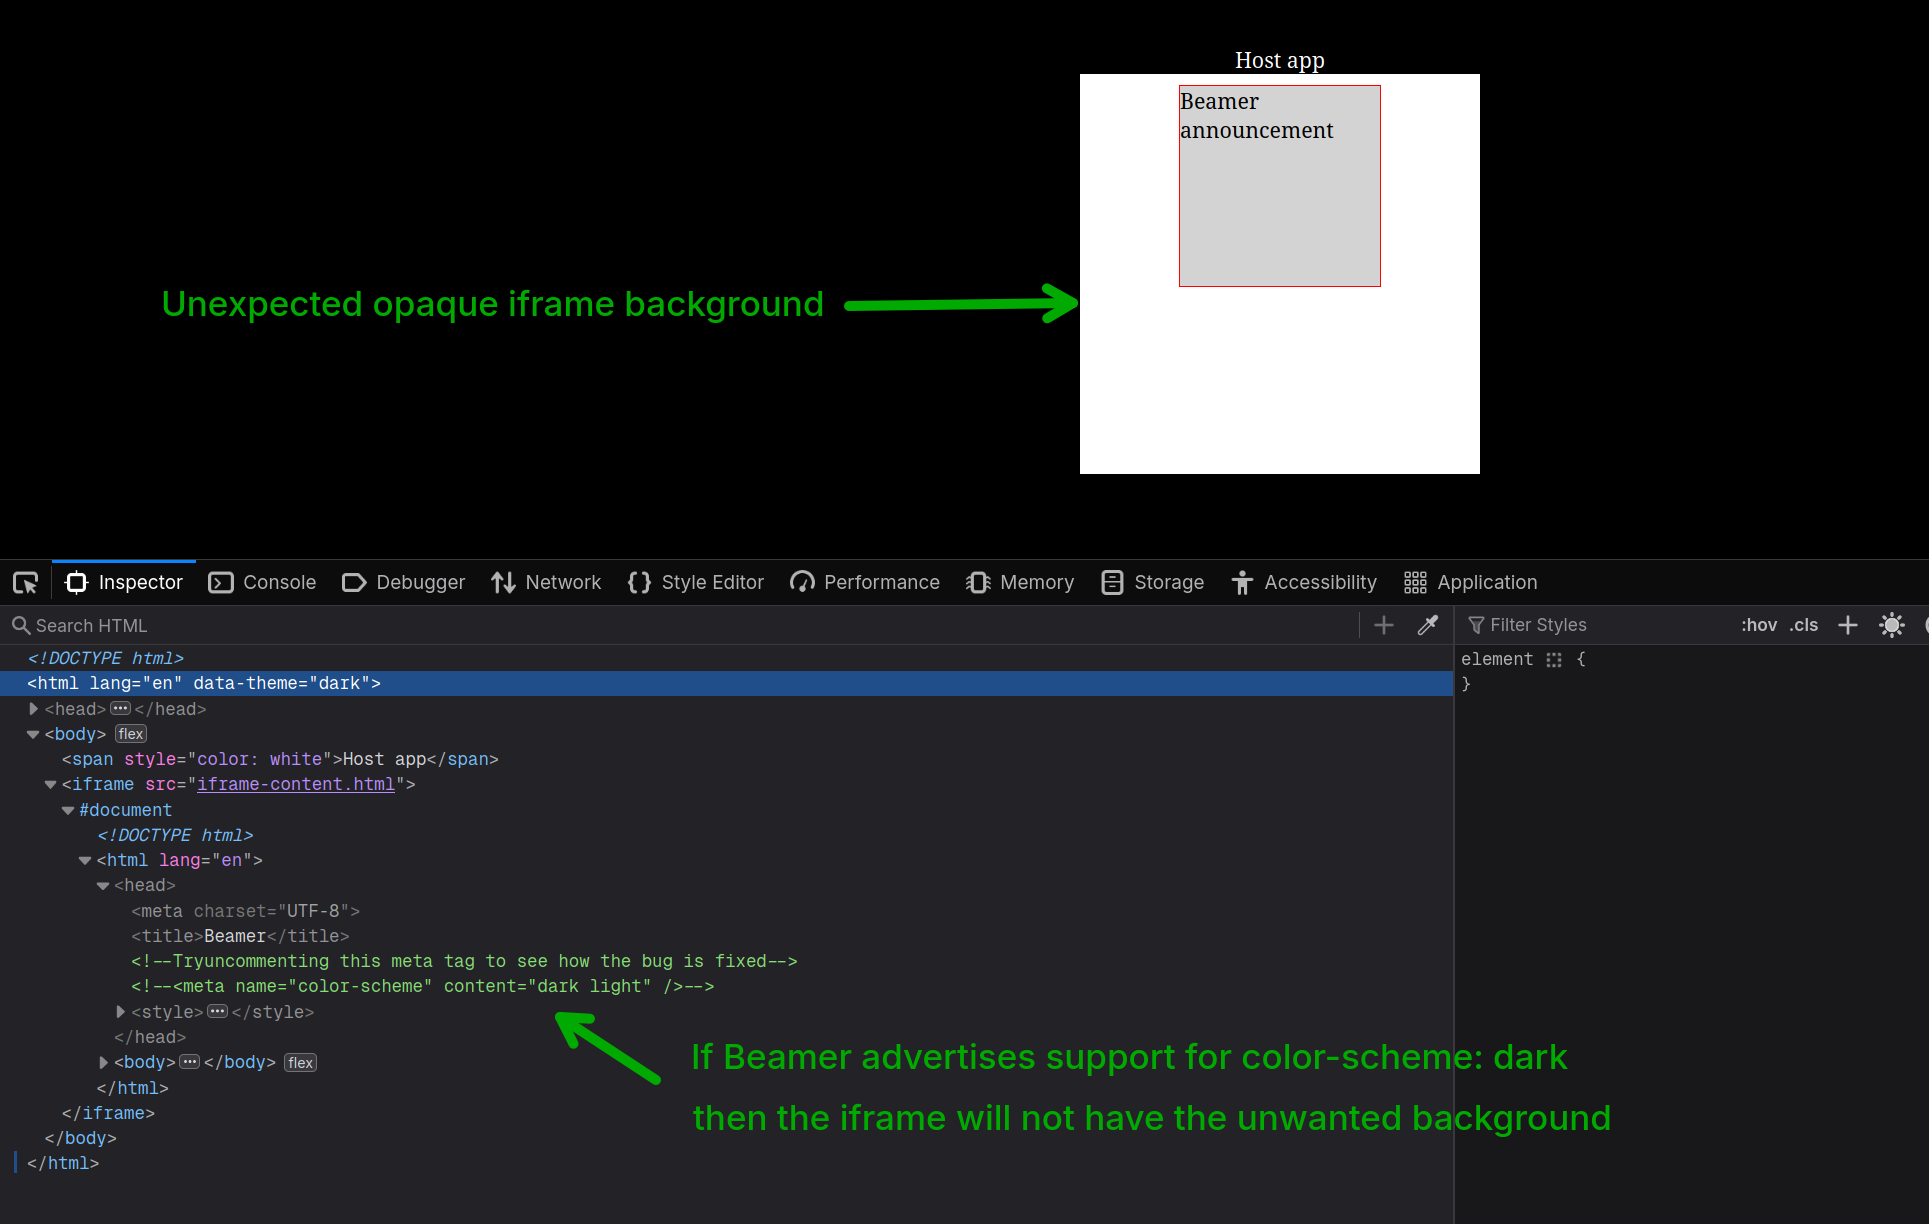 Host app
Beamer
announcement
Unexpected opaque iframe background
Inspector Console Debugger Network Style Editor Performance Memory Storage Accessibility Application
Search HTML
Filter Styles :hov .cls
<!DOCTYPE html>
<html lang="en" data-theme="dark">
<head> ••• </head>
<body> flex
<span style="color: white">Host app</span>
<iframe src="iframe-content.html">
#document
<!DOCTYPE html>
<html lang="en">
<head>
<meta charset="UTF-8">
<title>Beamer</title>
<!--Tryuncommenting this meta tag to see how the bug is fixed-->
<!--<meta name="color-scheme" content="dark light" />-->
<style> ••• </style>
</head>
<body> ••• </body> flex
</html>
</iframe>
</body>
</html>
element {
}
If Beamer advertises support for color-scheme: dark
then the iframe will not have the unwanted background